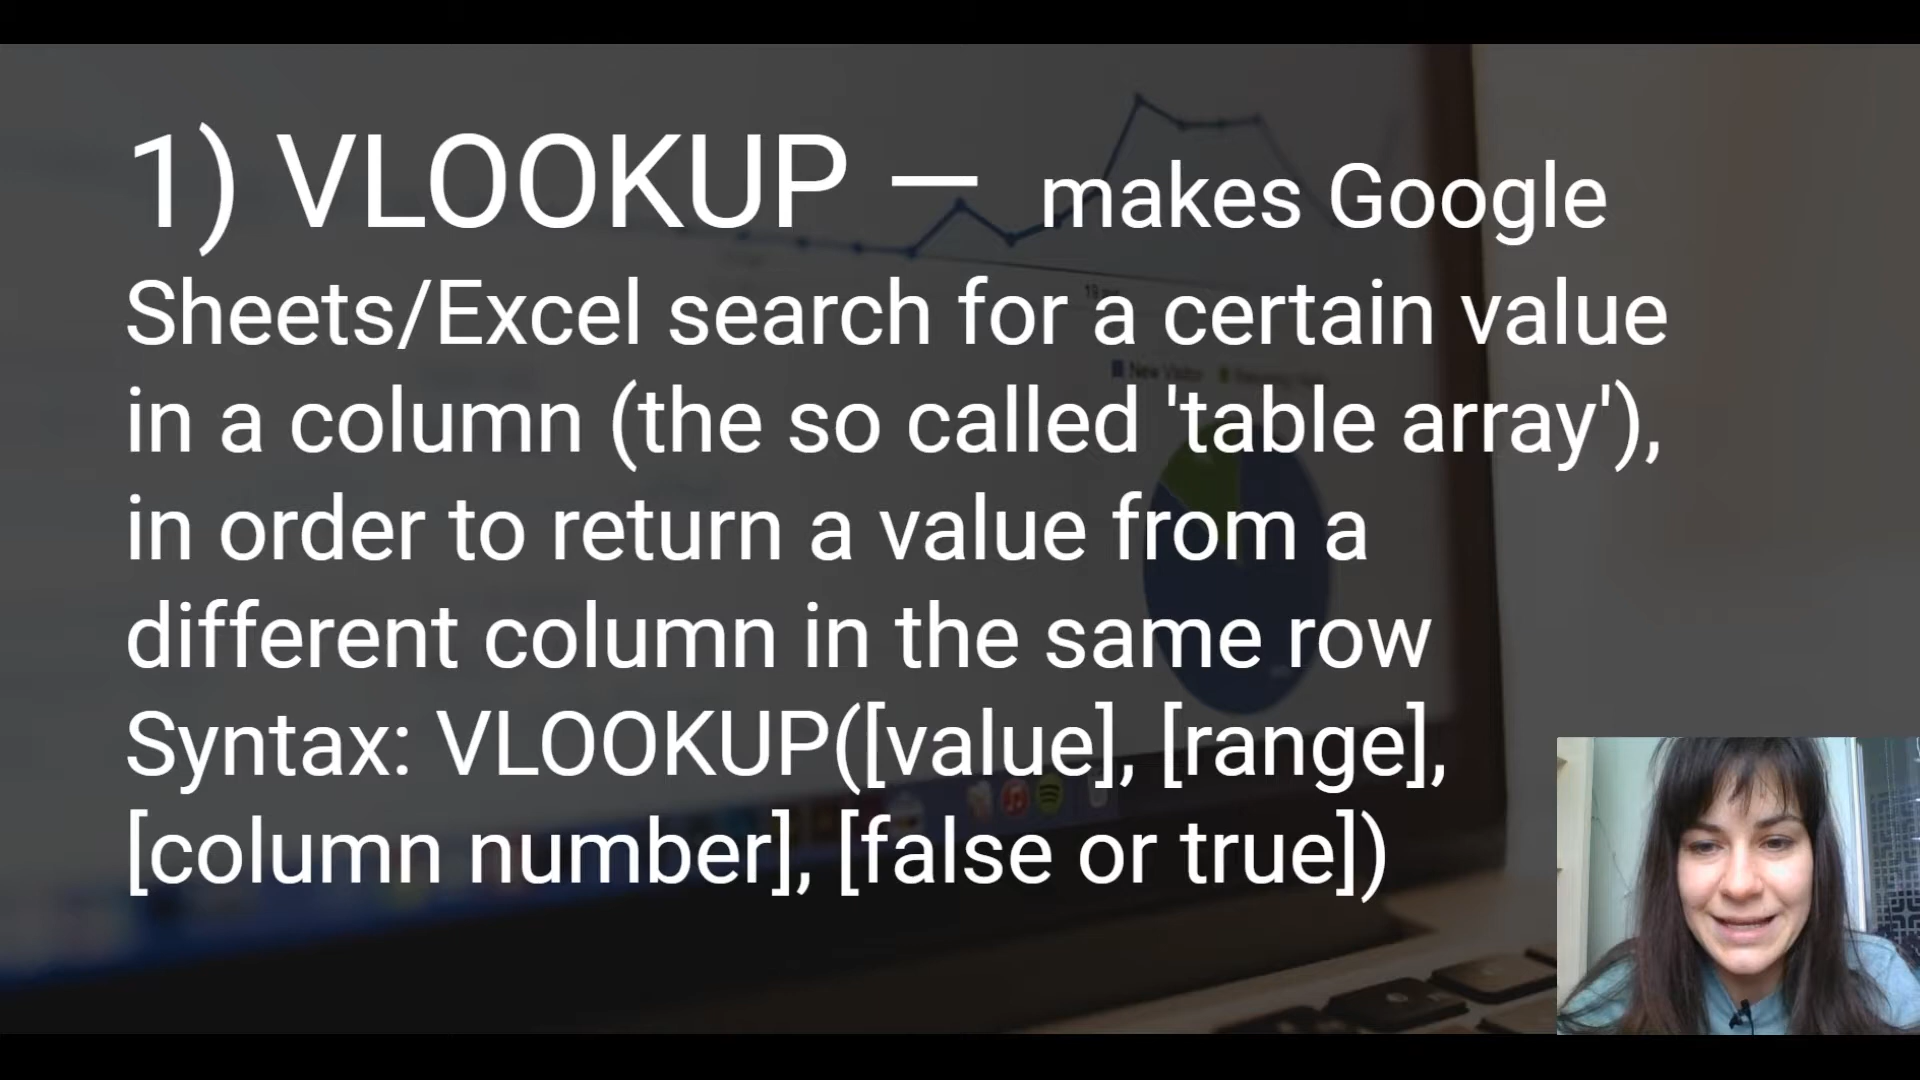 1) VLOOKUP — makes Google
Sheets/Excel search for a certain value
in a column (the so called 'table array'),
in order to return a value from a
different column in the same row
Syntax: VLOOKUP([value], [range],
[column number], [false or true])
New Visitor